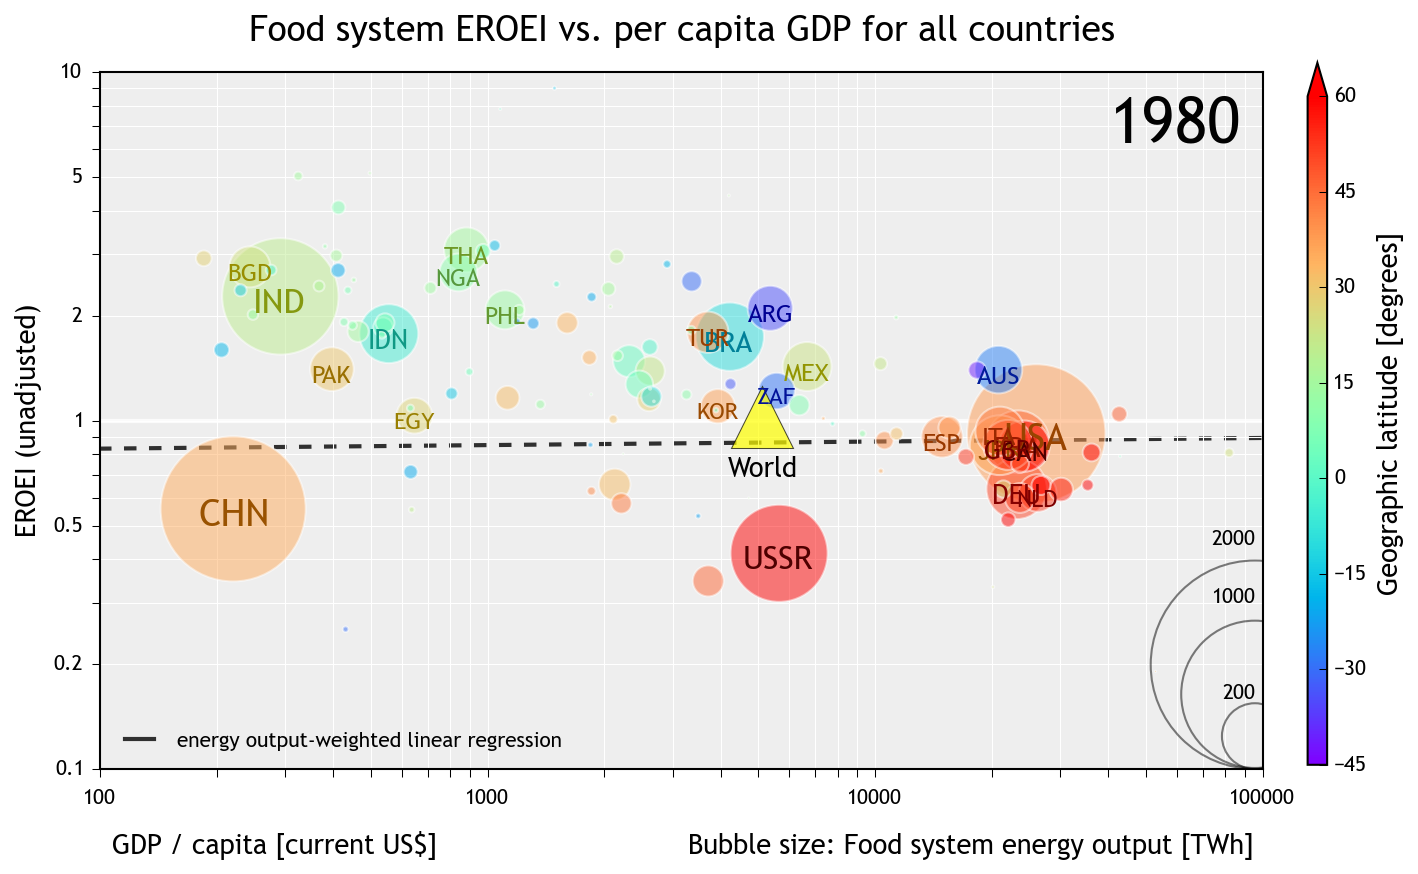 Food system EROEI vs. per capita GDP for all countries
1980
10
5
2
1
0.5
0.2
0.1
EROEI (unadjusted)
BGD
IND
THA
NGA
PHL
IDN
PAK
EGY
CHN
ARG
TUR
BRA
MEX
ZAF
KOR
World
USSR
AUS
ESP
USA
ITA
CAN
DEU
NLD
2000
1000
200
energy output-weighted linear regression
100
1000
10000
100000
GDP / capita [current US$]
Bubble size: Food system energy output [TWh]
60
45
30
15
0
−15
−30
−45
Geographic latitude [degrees]